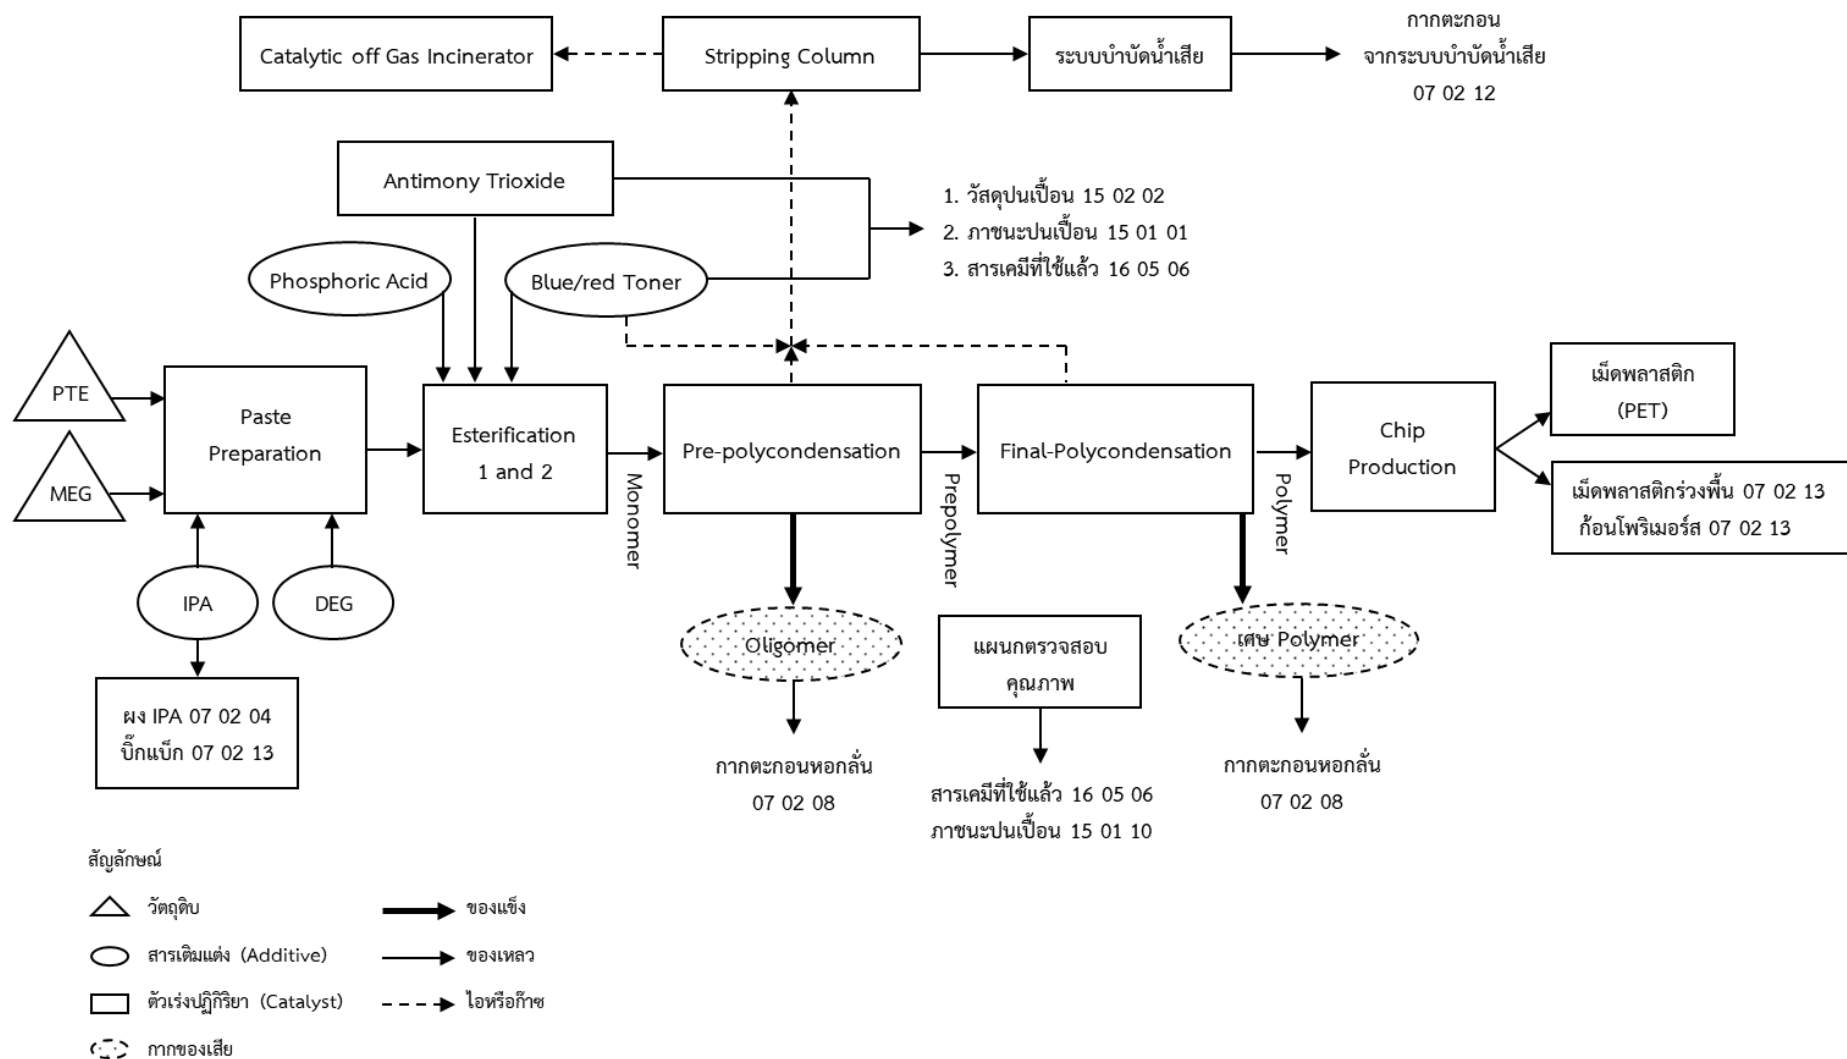 กากตะกอน
Catalytic off Gas Incinerator
Stripping Column
ระบบบำบัดน้ำเสีย
จากระบบบำบัดน้ำเสีย
07 02 12
Antimony Trioxide
1. วัสดุปนเปื้อน 15 02 02
2. ภาชนะปนเปื้อน 15 01 01
3. สารเคมีที่ใช้แล้ว 16 05 06
Phosphoric Acid
Blue/red Toner
PTE
MEG
Paste
Preparation
Esterification
1 and 2
Monomer
Pre-polycondensation
Prepolymer
Final-Polycondensation
Polymer
Chip
Production
เม็ดพลาสติก
(PET)
เม็ดพลาสติกร่วงพื้น 07 02 13
ก้อนโพริเมอร์ส 07 02 13
IPA
DEG
ผง IPA 07 02 04
บิ๊กแบ็ก 07 02 13
Oligomer
กากตะกอนหอกลั่น
07 02 08
แผนกตรวจสอบ
คุณภาพ
สารเคมีที่ใช้แล้ว 16 05 06
ภาชนะปนเปื้อน 15 01 10
เศษ Polymer
กากตะกอนหอกลั่น
07 02 08
สัญลักษณ์
วัตถุดิบ
ของแข็ง
สารเติมแต่ง (Additive)
ของเหลว
ตัวเร่งปฏิกิริยา (Catalyst)
ไอหรือก๊าซ
กากของเสีย